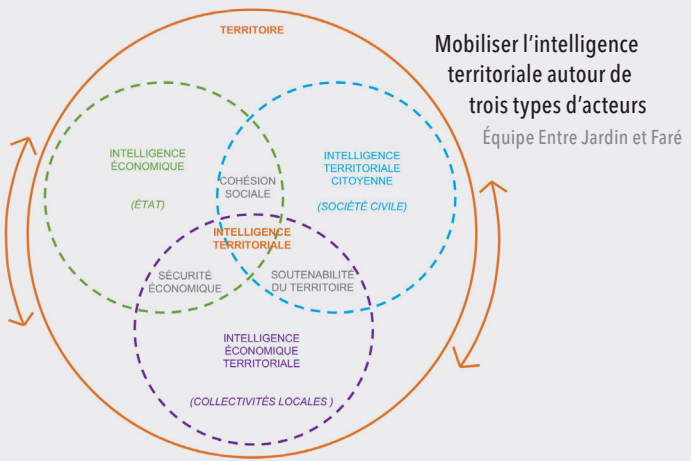 TERRITOIRE
Mobiliser l’intelligence
territoriale autour de
trois types d’acteurs
Équipe Entre Jardin et Faré
INTELLIGENCE
ÉCONOMIQUE
(ÉTAT)
COHÉSION
SOCIALE
INTELLIGENCE
TERRITORIALE
CITOYENNE
(SOCIÉTÉ CIVILE)
INTELLIGENCE
TERRITORIALE
SÉCURITÉ
ÉCONOMIQUE
SOUTENABILITÉ
DU TERRITOIRE
INTELLIGENCE
ÉCONOMIQUE
TERRITORIALE
(COLLECTIVITÉS LOCALES )